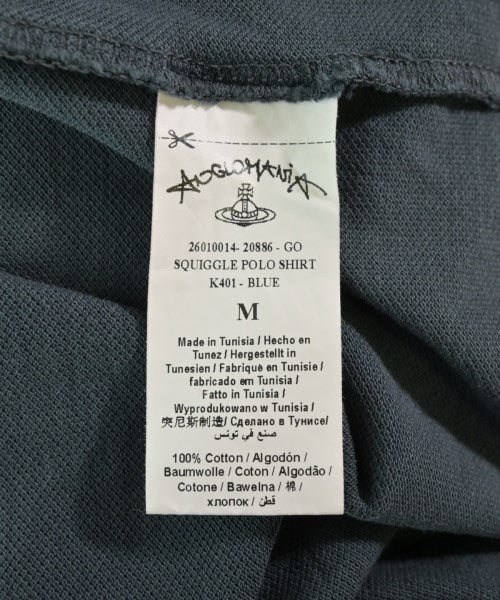 ANGLOMANIA
26010014- 20886 - GO
SQUIGGLE POLO SHIRT
K401 - BLUE
M
Made in Tunisia / Hecho en
Tunez / Hergestellt in
Tunesien / Fabriqué en Tunisie /
fabricado em Tunisia /
Fatto in Tunisia /
Wyprodukowano w Tunisia /
突尼斯制造/ Сделано в Тунисе/
صنع في تونس
100% Cotton / Algodón /
Baumwolle / Coton / Algodão /
Cotone / Bawelna / 棉 /
хлопок / قطن